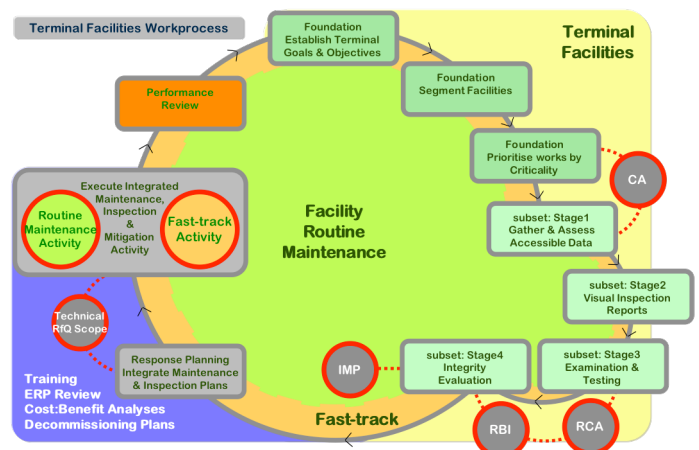 Terminal Facilities Workprocess
Foundation
Establish Terminal
Goals & Objectives
Terminal
Facilities
Foundation
Segment Facilities
Performance
Review
Foundation
Prioritise works by
Criticality
CA
Execute Integrated
Maintenance,
Inspection
&
Mitigation
Activity
Routine
Maintenance
Activity
Fast-track
Activity
Facility
Routine
Maintenance
subset: Stage1
Gather & Assess
Accessible Data
subset: Stage2
Visual Inspection
Reports
Technical
RfQ Scope
Response Planning
Integrate Maintenance
& Inspection Plans
IMP
subset: Stage4
Integrity
Evaluation
subset: Stage3
Examination &
Testing
Training
ERP Review
Cost:Benefit Analyses
Decommissioning Plans
Fast-track
RBI
RCA